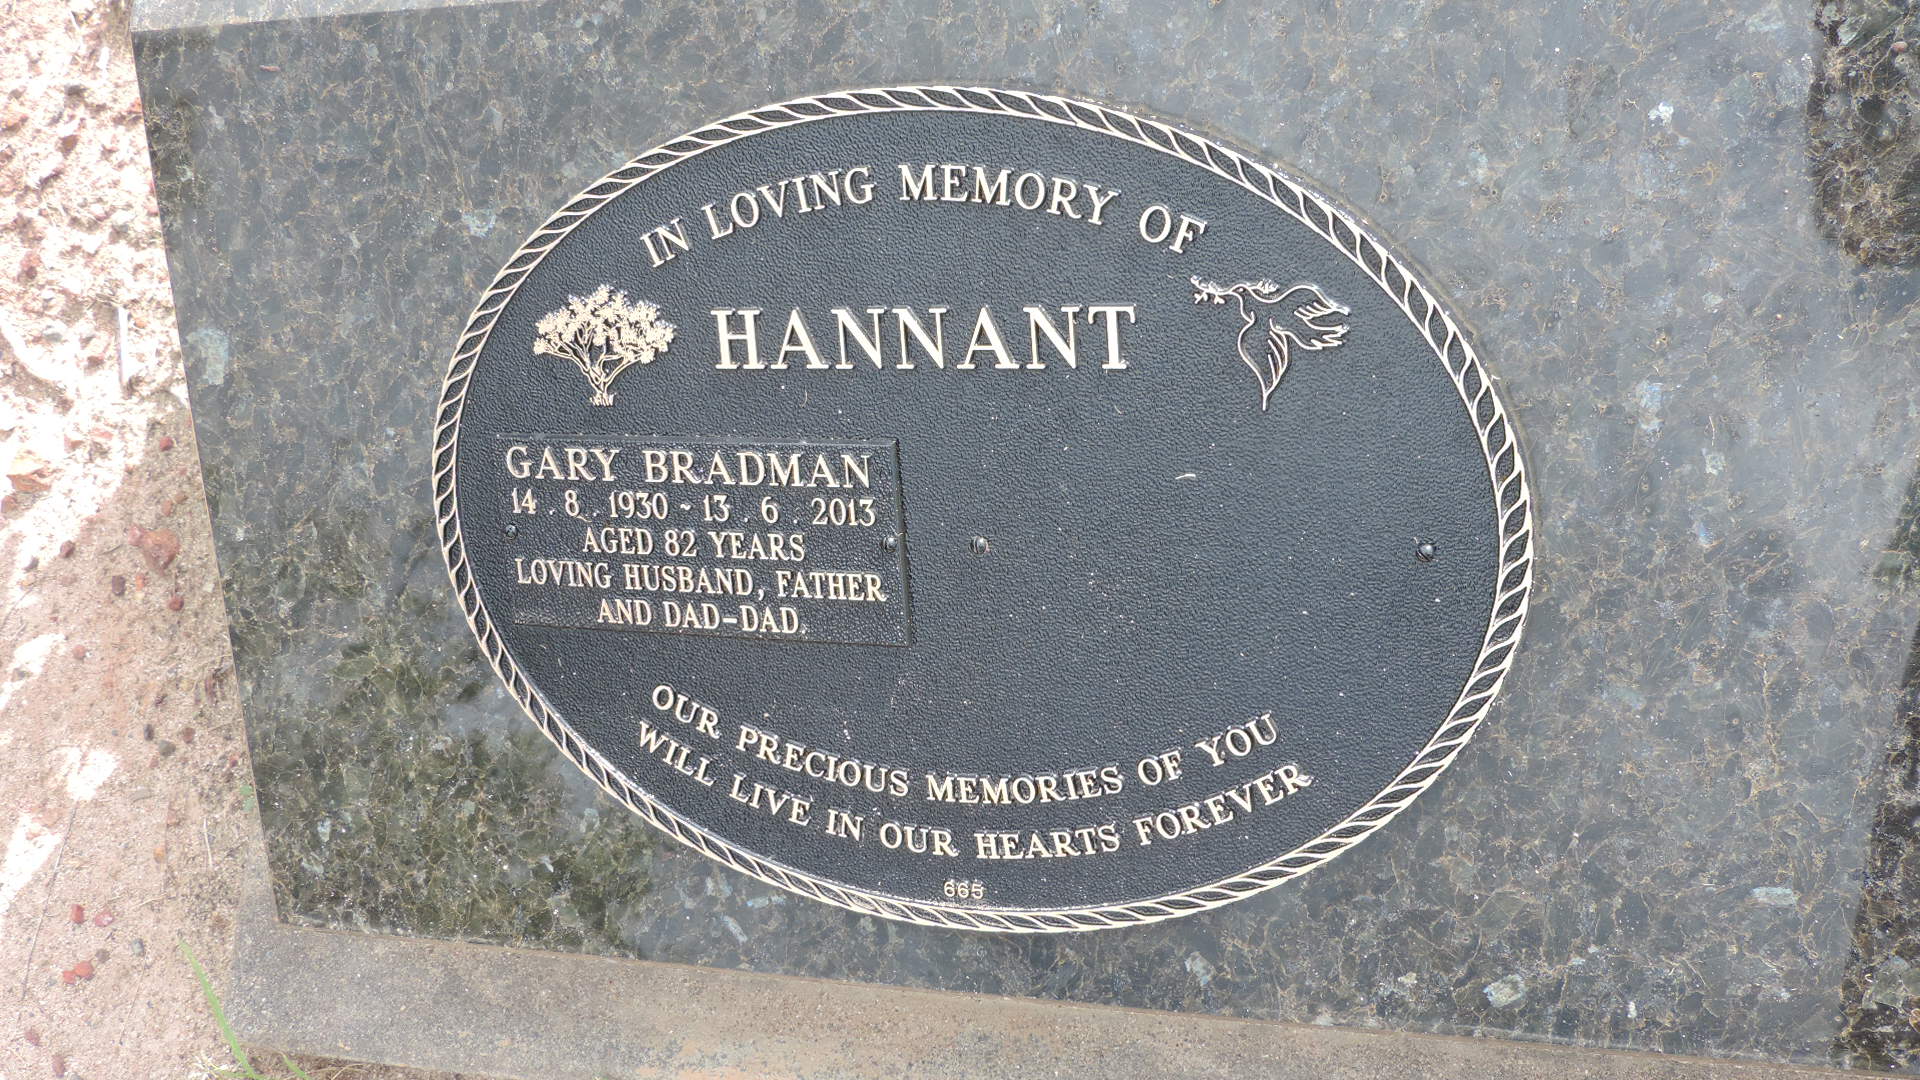 IN LOVING MEMORY OF
HANNANT
GARY BRADMAN
14 . 8 . 1930 ~ 13 . 6 . 2013
AGED 82 YEARS
LOVING HUSBAND, FATHER
AND DAD-DAD.
OUR PRECIOUS MEMORIES OF YOU
WILL LIVE IN OUR HEARTS FOREVER
665